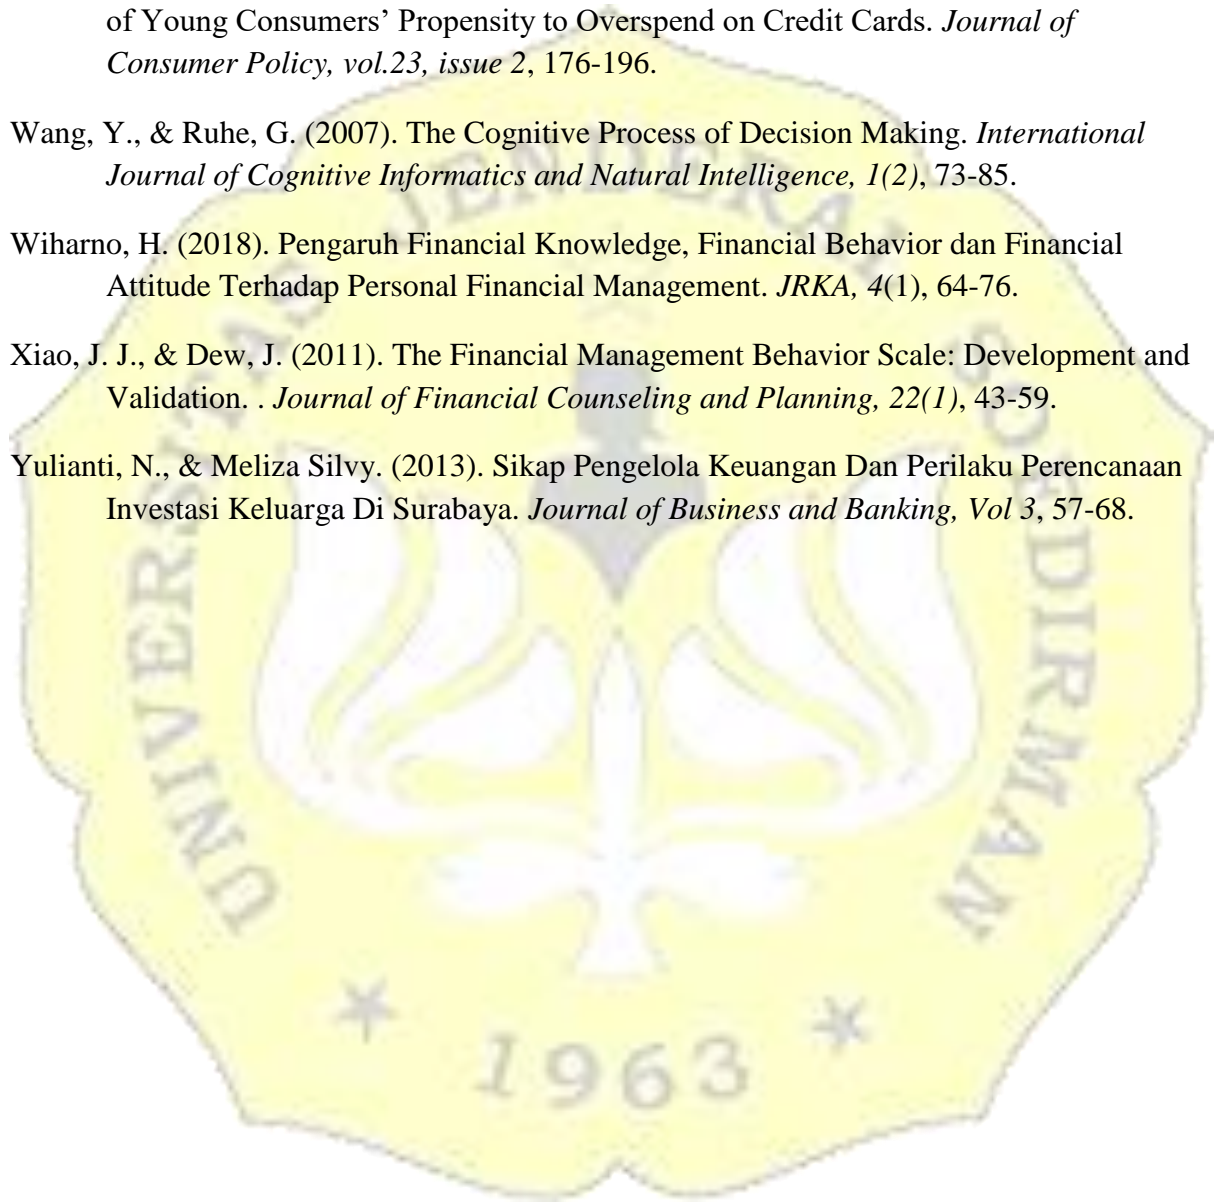 of Young Consumers’ Propensity to Overspend on Credit Cards. Journal of
Consumer Policy, vol.23, issue 2, 176-196.
Wang, Y., & Ruhe, G. (2007). The Cognitive Process of Decision Making. International
Journal of Cognitive Informatics and Natural Intelligence, 1(2), 73-85.
Wiharno, H. (2018). Pengaruh Financial Knowledge, Financial Behavior dan Financial
Attitude Terhadap Personal Financial Management. JRKA, 4(1), 64-76.
Xiao, J. J., & Dew, J. (2011). The Financial Management Behavior Scale: Development and
Validation. . Journal of Financial Counseling and Planning, 22(1), 43-59.
Yulianti, N., & Meliza Silvy. (2013). Sikap Pengelola Keuangan Dan Perilaku Perencanaan
Investasi Keluarga Di Surabaya. Journal of Business and Banking, Vol 3, 57-68.
UNIVERSITAS JENDERAL SOEDIRMAN
1963